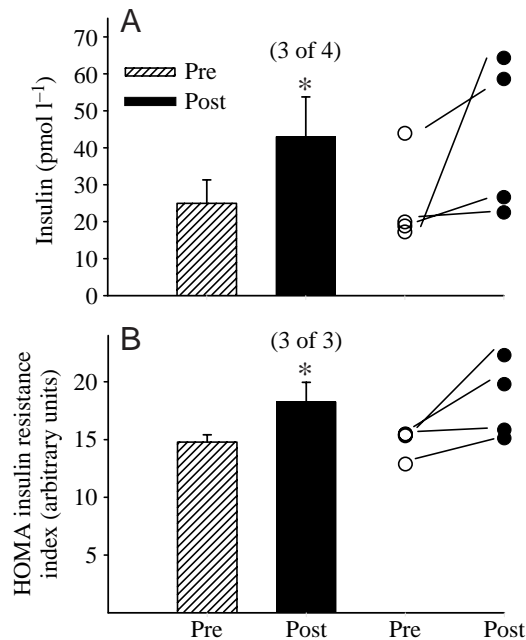 A
Insulin (pmol l⁻¹)
70
60
50
40
30
20
10
0
Pre
Post
(3 of 4)
*
B
HOMA insulin resistance
index (arbitrary units)
20
15
10
5
(3 of 3)
*
Pre
Post
Pre
Post